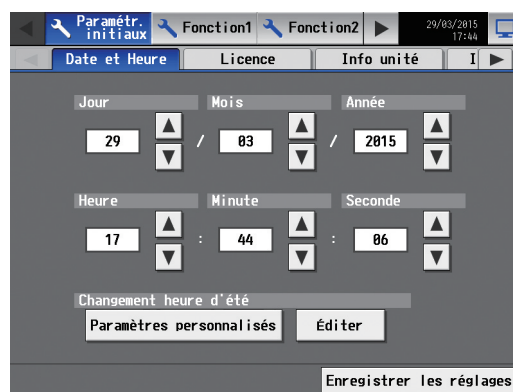 Paramétr. initiaux
Fonction1
Fonction2
29/03/2015
17:44
Date et Heure
Licence
Info unité
I
Jour
Mois
Année
29 / 03 / 2015
Heure
Minute
Seconde
17 : 44 : 06
Changement heure d'été
Paramètres personnalisés
Éditer
Enregistrer les réglages